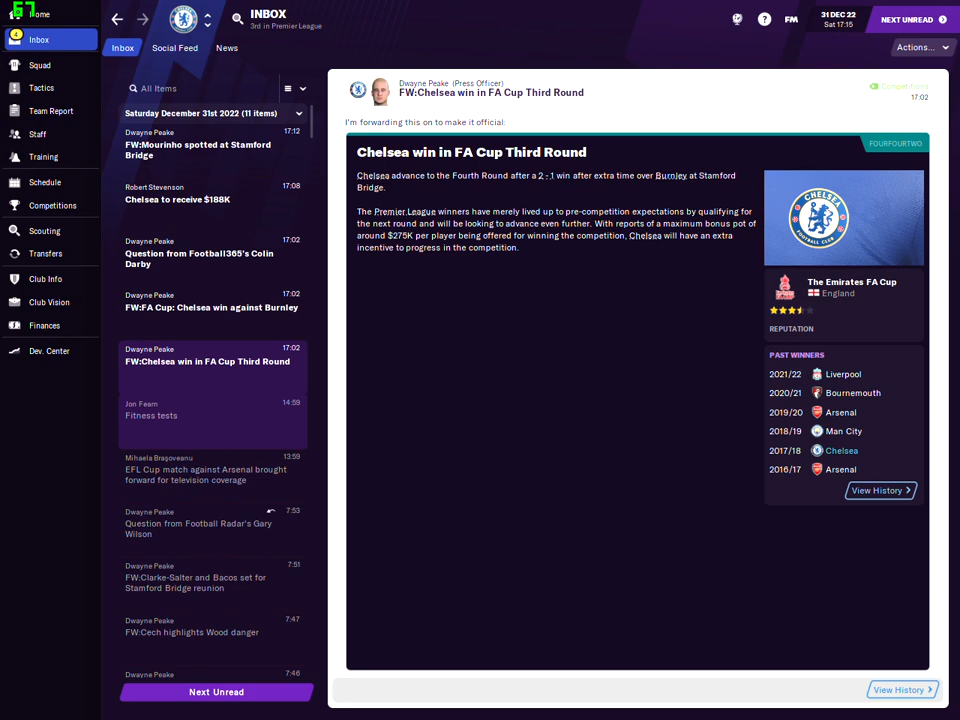 57
ome
INBOX
3rd in Premier League
FM
31 DEC 22
Sat 17:15
NEXT UNREAD
4
Inbox
Squad
Tactics
Team Report
Staff
Training
Schedule
Competitions
Scouting
Transfers
Club Info
Club Vision
Finances
Dev. Center
Inbox
Social Feed
News
Actions...
All Items
Saturday December 31st 2022 (11 items)
Dwayne Peake
17:12
FW:Mourinho spotted at Stamford
Bridge
Robert Stevenson
17:08
Chelsea to receive $188K
Dwayne Peake
17:02
Question from Football365's Colin
Darby
Dwayne Peake
17:02
FW:FA Cup: Chelsea win against Burnley
Dwayne Peake
17:02
FW:Chelsea win in FA Cup Third Round
Jon Fearn
14:59
Fitness tests
Mihaela Brașoveanu
13:59
EFL Cup match against Arsenal brought
forward for television coverage
Dwayne Peake
7:53
Question from Football Radar's Gary
Wilson
Dwayne Peake
7:51
FW:Clarke-Salter and Bacos set for
Stamford Bridge reunion
Dwayne Peake
7:47
FW:Cech highlights Wood danger
Dwayne Peake
7:46
Next Unread
Dwayne Peake (Press Officer)
FW:Chelsea win in FA Cup Third Round
Competitions
17:02
I'm forwarding this on to make it official:
FOURFOURTWO
Chelsea win in FA Cup Third Round
Chelsea advance to the Fourth Round after a 2 - 1 win after extra time over Burnley at Stamford
Bridge.
The Premier League winners have merely lived up to pre-competition expectations by qualifying for
the next round and will be looking to advance even further. With reports of a maximum bonus pot of
around $275K per player being offered for winning the competition, Chelsea will have an extra
incentive to progress in the competition.
CHELSEA
FOOTBALL CLUB
The Emirates FA Cup
England
REPUTATION
PAST WINNERS
2021/22 Liverpool
2020/21 Bournemouth
2019/20 Arsenal
2018/19 Man City
2017/18 Chelsea
2016/17 Arsenal
View History
View History